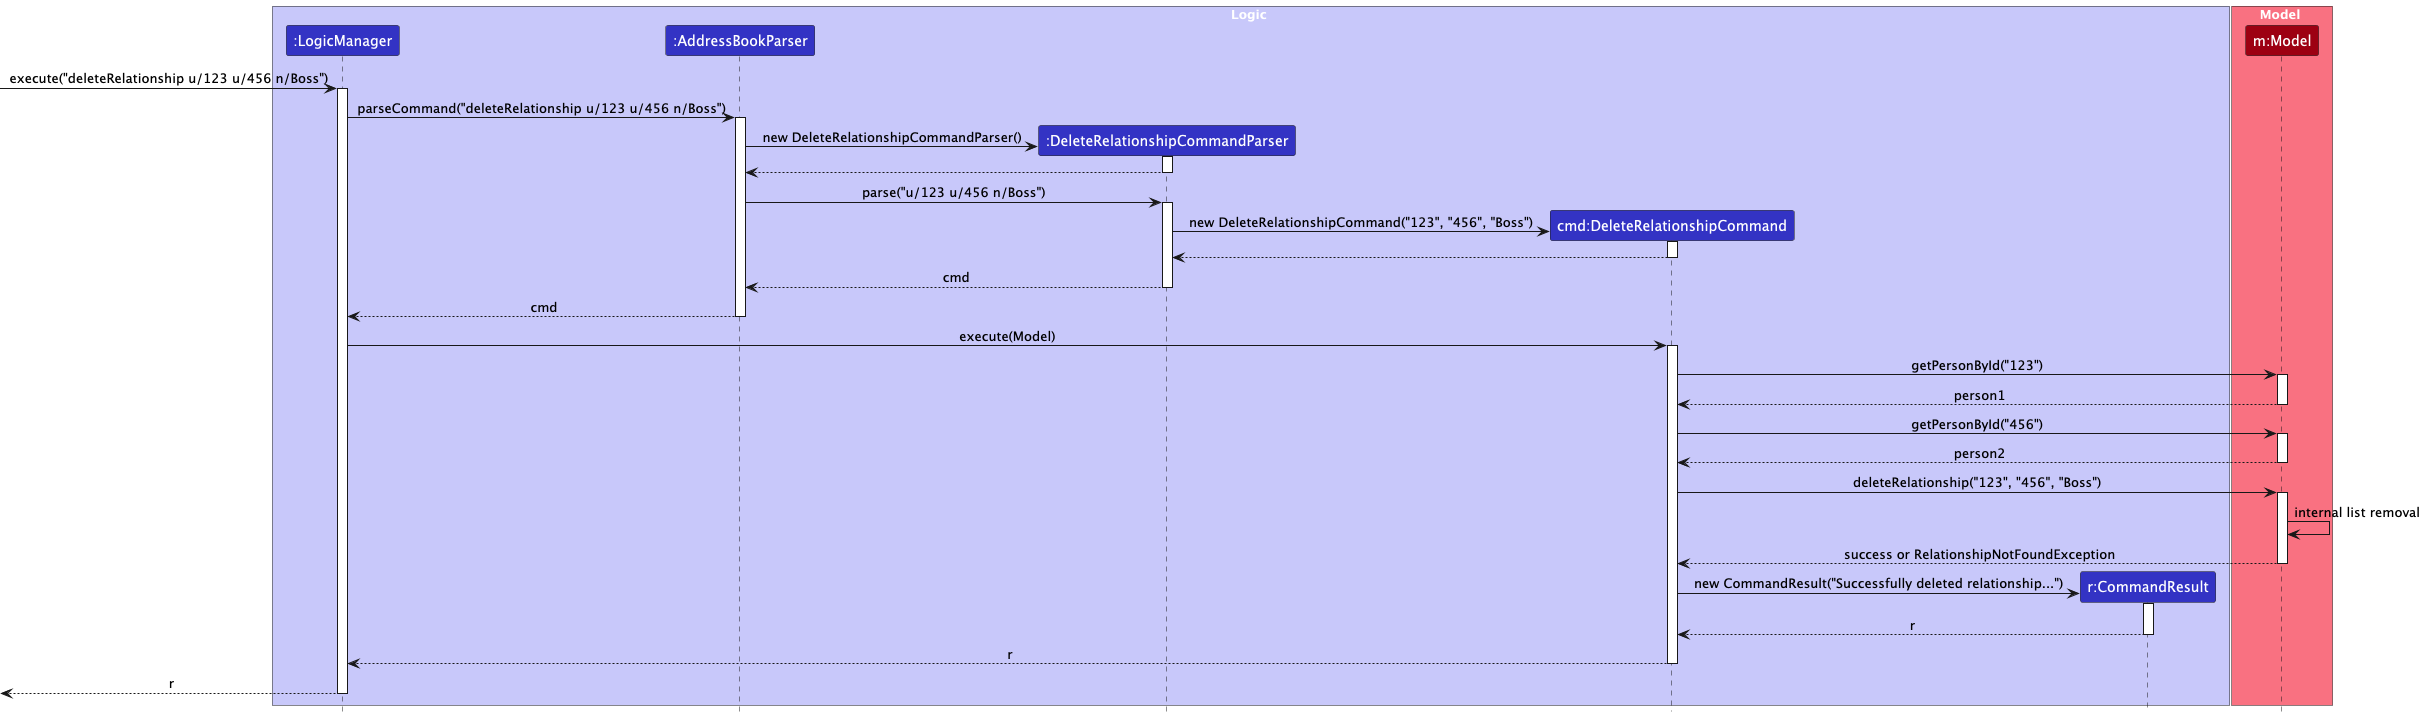 Logic
Model
:LogicManager
:AddressBookParser
m:Model
execute("deleteRelationship u/123 u/456 n/Boss")
parseCommand("deleteRelationship u/123 u/456 n/Boss")
new DeleteRelationshipCommandParser()
:DeleteRelationshipCommandParser
parse("u/123 u/456 n/Boss")
new DeleteRelationshipCommand("123", "456", "Boss")
cmd:DeleteRelationshipCommand
cmd
cmd
execute(Model)
getPersonById("123")
person1
getPersonById("456")
person2
deleteRelationship("123", "456", "Boss")
internal list removal
success or RelationshipNotFoundException
new CommandResult("Successfully deleted relationship...")
r:CommandResult
r
r
r